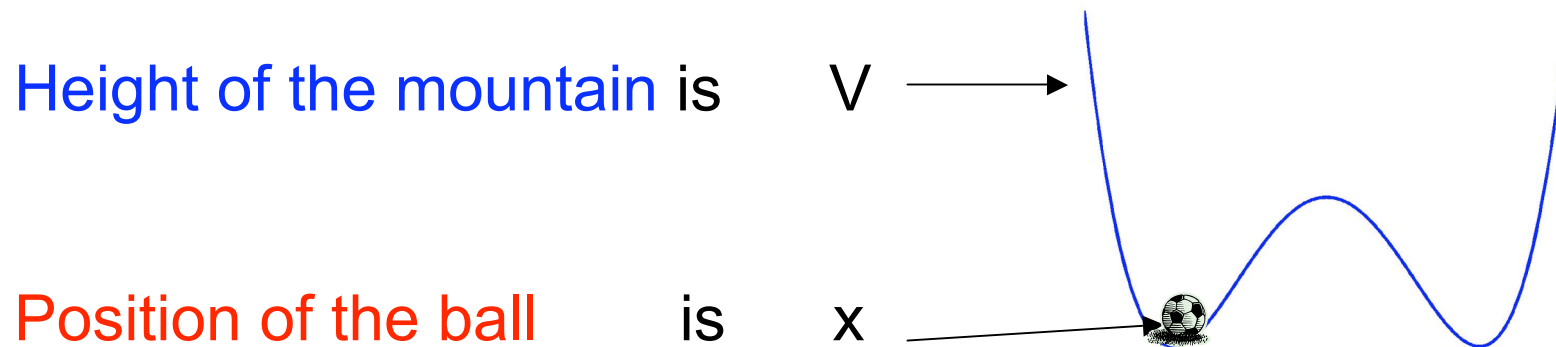 Height of the mountain is V
Position of the ball is x